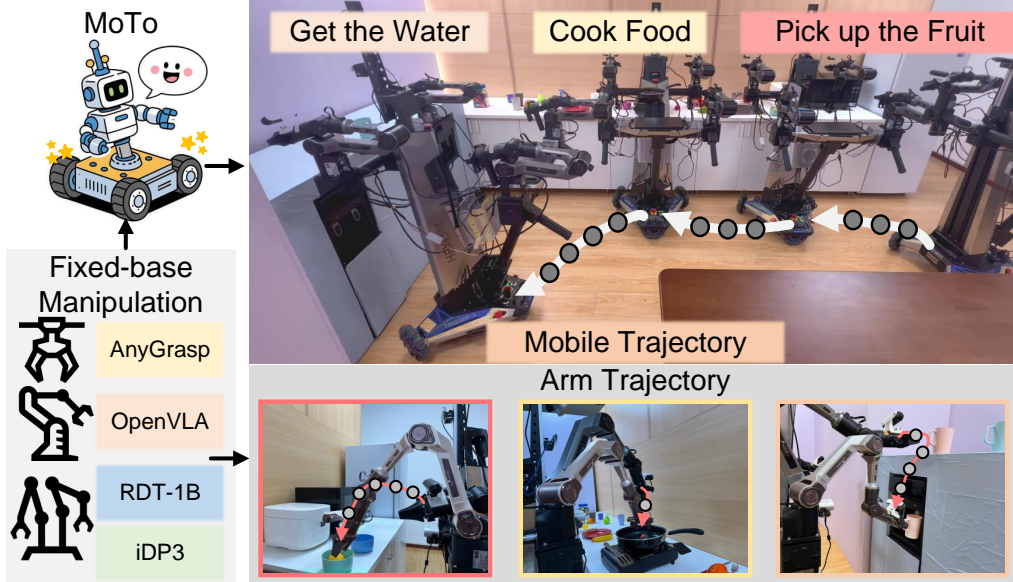 MoTo
Get the Water
Cook Food
Pick up the Fruit
Mobile Trajectory
Fixed-base
Manipulation
AnyGrasp
OpenVLA
RDT-1B
iDP3
Arm Trajectory